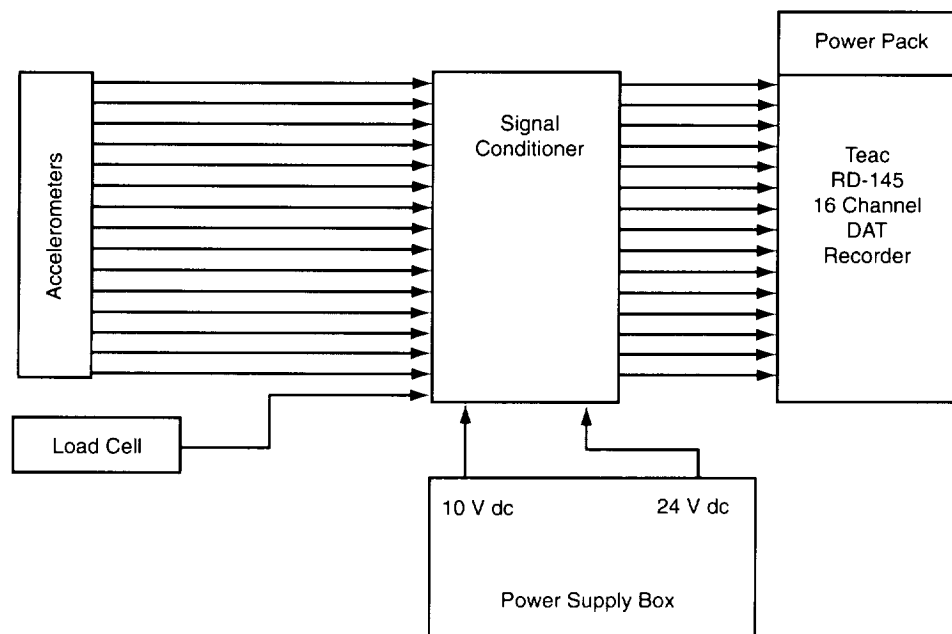 Power Pack
Accelerometers
Signal
Conditioner
Teac
RD-145
16 Channel
DAT
Recorder
Load Cell
10 V dc
24 V dc
Power Supply Box